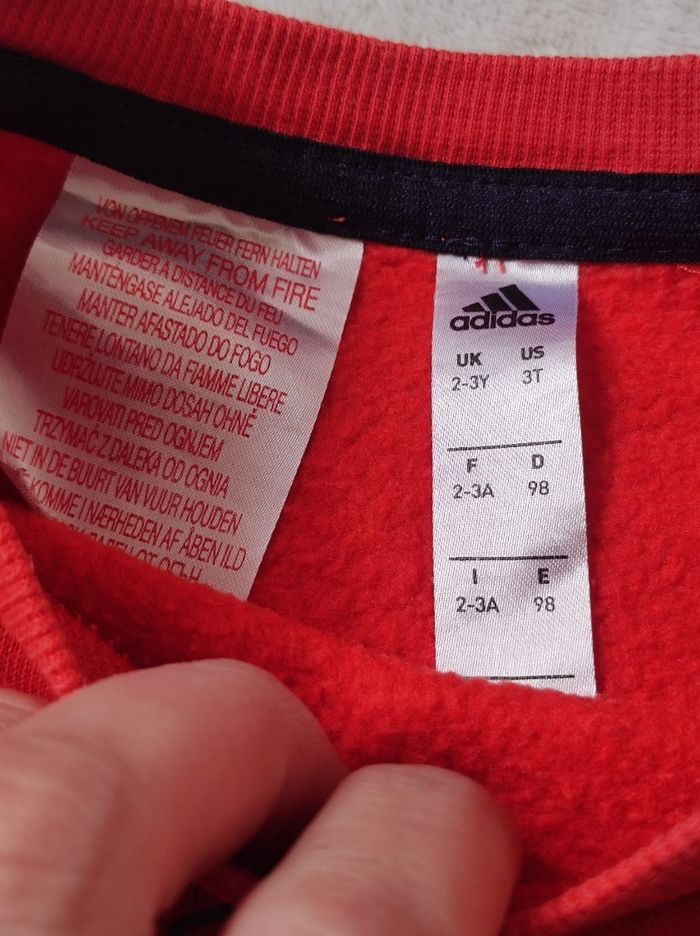 VON OFFENEM FEUER FERN HALTEN
KEEP AWAY FROM FIRE
GARDER A DISTANCE DU FEU
MANTÉNGASE ALEJADO DEL FUEGO
MANTER AFASTADO DO FOGO
TENERE LONTANO DA FIAMME LIBERE
UDRŽUJTE MIMO DOSAH OHNĚ
VAROVATI PRED OGNJEM
TRZYMAĆ Z DALEKA OD OGNIA
NIET IN DE BUURT VAN VUUR HOUDEN
KOMME I NÆRHEDEN AF ÅBEN ILD
adidas
UK US
2-3Y 3T
F D
2-3A 98
I E
2-3A 98